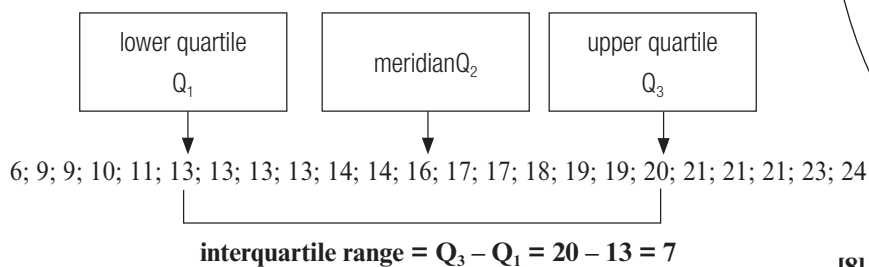 lower quartile
Q₁
meridianQ₂
upper quartile
Q₃
6; 9; 9; 10; 11; 13; 13; 13; 13; 14; 14; 16; 17; 17; 18; 19; 19; 20; 21; 21; 21; 23; 24
interquartile range = Q₃ – Q₁ = 20 – 13 = 7
[8]